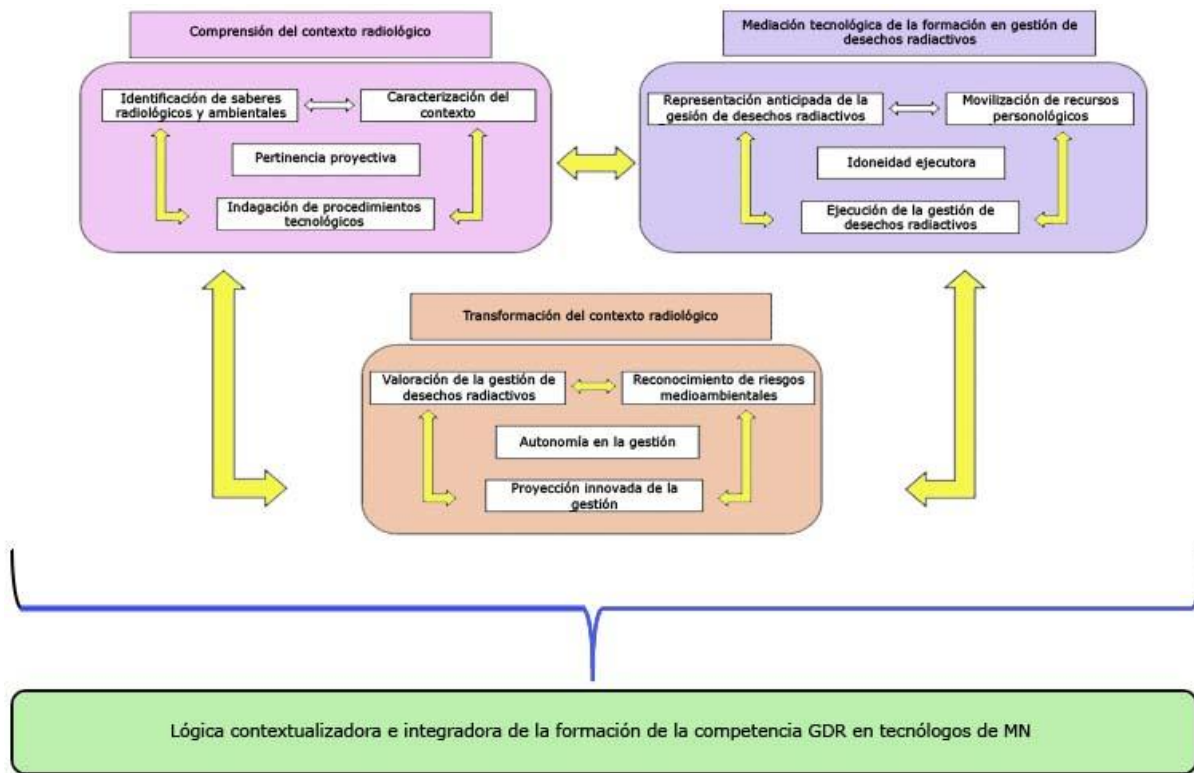 Comprensión del contexto radiológico
Identificación de saberes
radiológicos y ambientales
Caracterización del
contexto
Pertinencia proyectiva
Indagación de procedimientos
tecnológicos
Mediación tecnológica de la formación en gestión de
desechos radiactivos
Representación anticipada de la
gesión de desechos radiactivos
Movilización de recursos
personológicos
Idoneidad ejecutora
Ejecución de la gestión de
desechos radiactivos
Transformación del contexto radiológico
Valoración de la gestión de
desechos radiactivos
Reconocimiento de riesgos
medioambientales
Autonomía en la gestión
Proyección innovada de la
gestión
Lógica contextualizadora e integradora de la formación de la competencia GDR en tecnólogos de MN